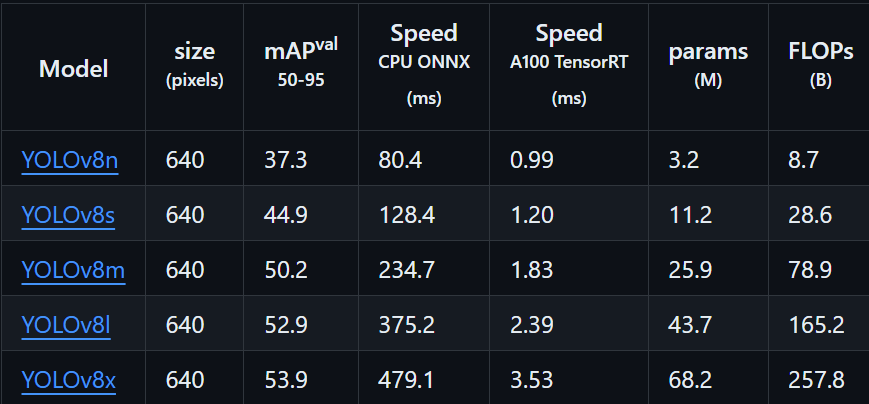 Model size (pixels) mAPval 50-95 Speed CPU ONNX (ms) Speed A100 TensorRT (ms) params (M) FLOPs (B)
YOLOv8n 640 37.3 80.4 0.99 3.2 8.7
YOLOv8s 640 44.9 128.4 1.20 11.2 28.6
YOLOv8m 640 50.2 234.7 1.83 25.9 78.9
YOLOv8l 640 52.9 375.2 2.39 43.7 165.2
YOLOv8x 640 53.9 479.1 3.53 68.2 257.8